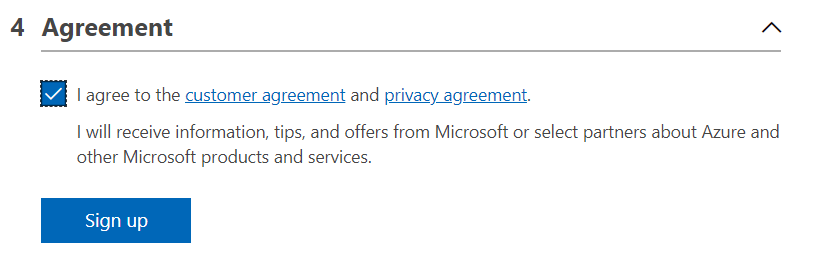 4 Agreement
I agree to the customer agreement and privacy agreement.
I will receive information, tips, and offers from Microsoft or select partners about Azure and
other Microsoft products and services.
Sign up